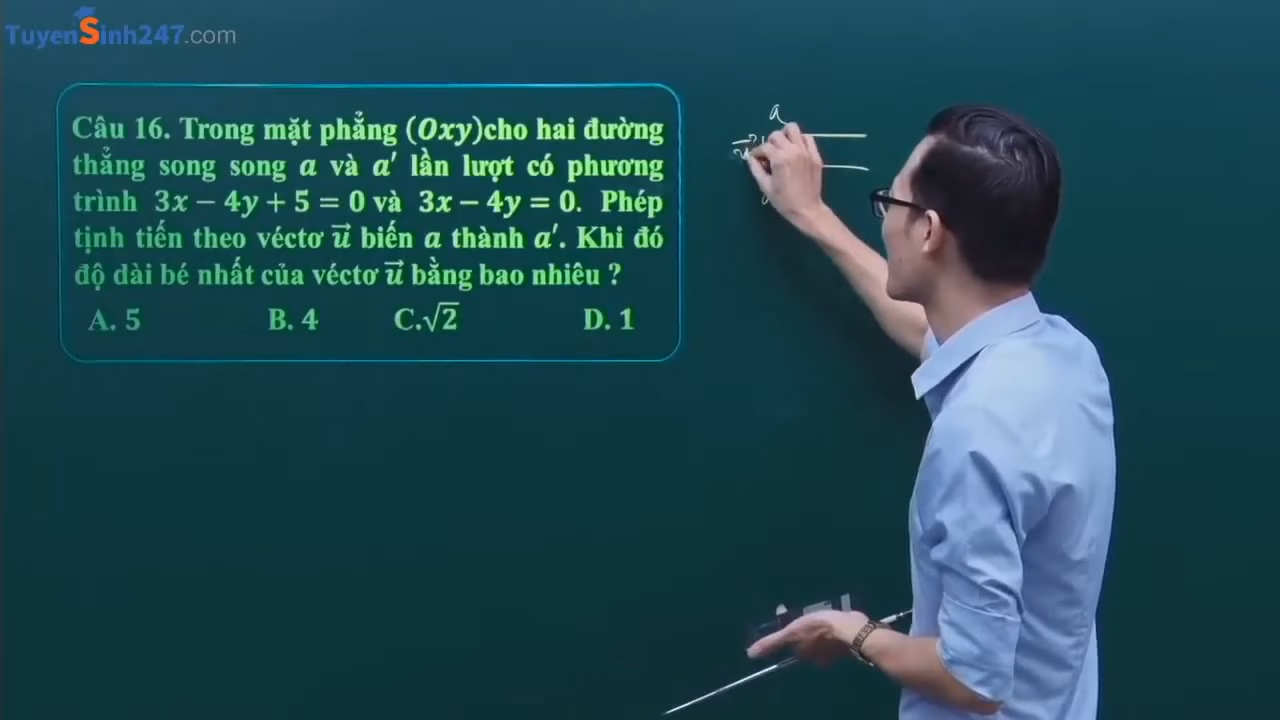 TuyenSinh247.com
Câu 16. Trong mặt phẳng (Oxy)cho hai đường
thẳng song song a và a' lần lượt có phương
trình 3x − 4y + 5 = 0 và 3x − 4y = 0. Phép
tịnh tiến theo véctơ u⃗ biến a thành a'. Khi đó
độ dài bé nhất của véctơ u⃗ bằng bao nhiêu ?
A. 5 B. 4 C.√2 D. 1
a